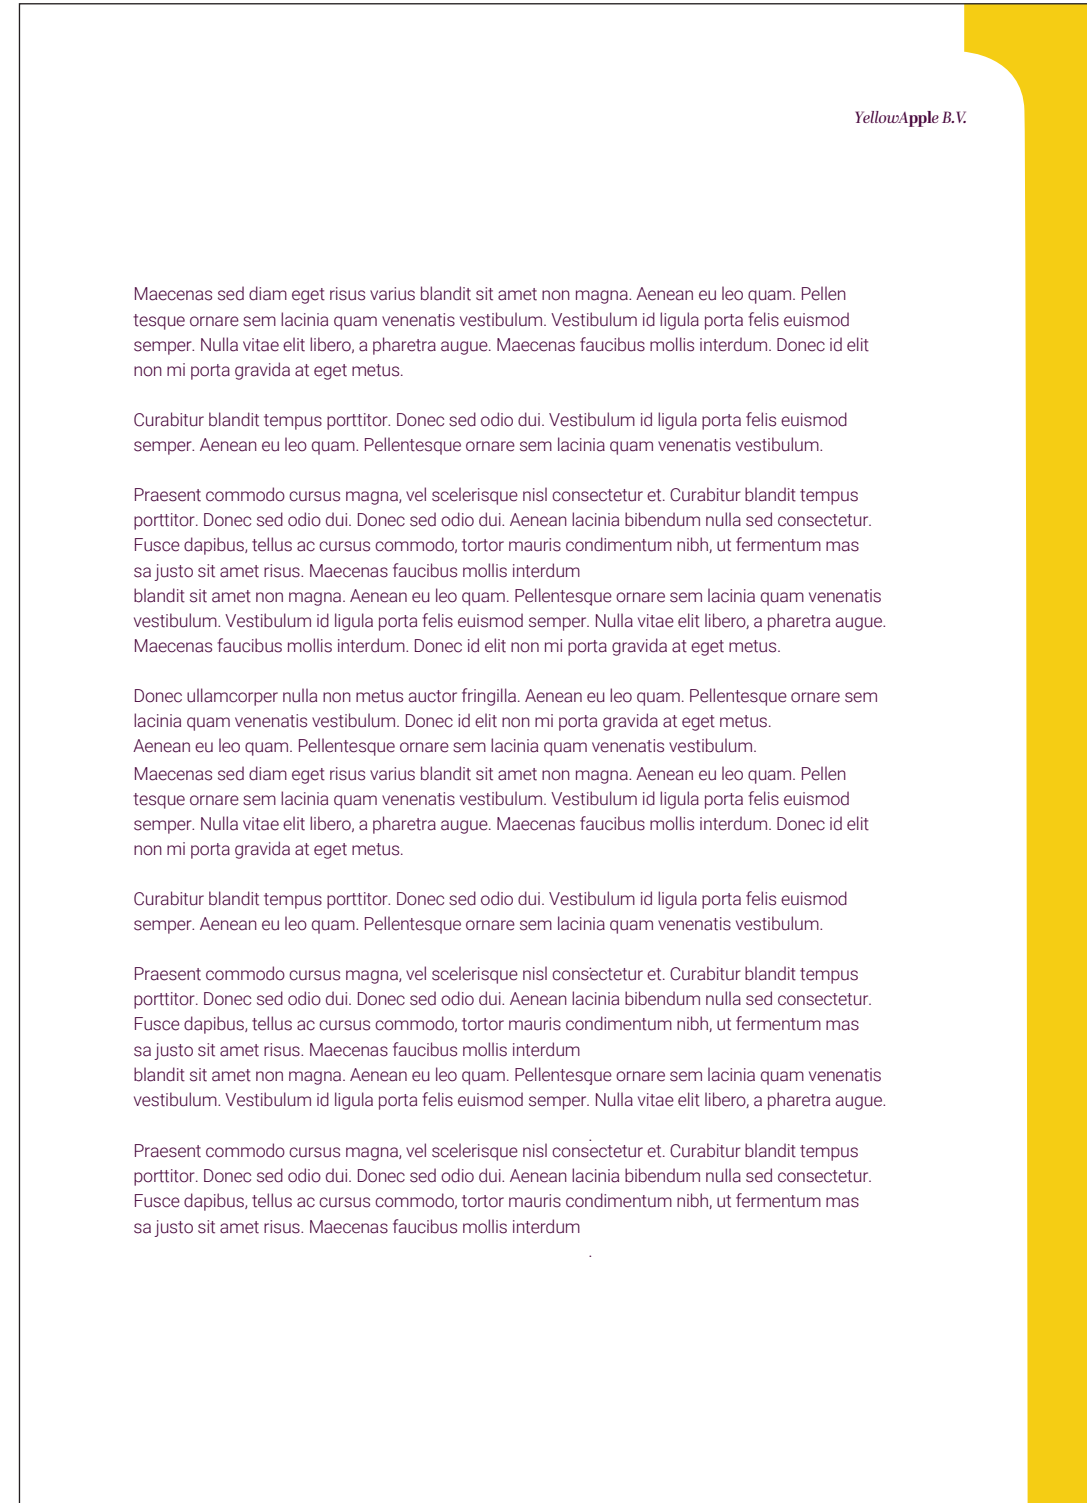 YellowApple B.V.
Maecenas sed diam eget risus varius blandit sit amet non magna. Aenean eu leo quam. Pellen
tesque ornare sem lacinia quam venenatis vestibulum. Vestibulum id ligula porta felis euismod
semper. Nulla vitae elit libero, a pharetra augue. Maecenas faucibus mollis interdum. Donec id elit
non mi porta gravida at eget metus.
Curabitur blandit tempus porttitor. Donec sed odio dui. Vestibulum id ligula porta felis euismod
semper. Aenean eu leo quam. Pellentesque ornare sem lacinia quam venenatis vestibulum.
Praesent commodo cursus magna, vel scelerisque nisl consectetur et. Curabitur blandit tempus
porttitor. Donec sed odio dui. Donec sed odio dui. Aenean lacinia bibendum nulla sed consectetur.
Fusce dapibus, tellus ac cursus commodo, tortor mauris condimentum nibh, ut fermentum mas
sa justo sit amet risus. Maecenas faucibus mollis interdum
blandit sit amet non magna. Aenean eu leo quam. Pellentesque ornare sem lacinia quam venenatis
vestibulum. Vestibulum id ligula porta felis euismod semper. Nulla vitae elit libero, a pharetra augue.
Maecenas faucibus mollis interdum. Donec id elit non mi porta gravida at eget metus.
Donec ullamcorper nulla non metus auctor fringilla. Aenean eu leo quam. Pellentesque ornare sem
lacinia quam venenatis vestibulum. Donec id elit non mi porta gravida at eget metus.
Aenean eu leo quam. Pellentesque ornare sem lacinia quam venenatis vestibulum.
Maecenas sed diam eget risus varius blandit sit amet non magna. Aenean eu leo quam. Pellen
tesque ornare sem lacinia quam venenatis vestibulum. Vestibulum id ligula porta felis euismod
semper. Nulla vitae elit libero, a pharetra augue. Maecenas faucibus mollis interdum. Donec id elit
non mi porta gravida at eget metus.
Curabitur blandit tempus porttitor. Donec sed odio dui. Vestibulum id ligula porta felis euismod
semper. Aenean eu leo quam. Pellentesque ornare sem lacinia quam venenatis vestibulum.
Praesent commodo cursus magna, vel scelerisque nisl consectetur et. Curabitur blandit tempus
porttitor. Donec sed odio dui. Donec sed odio dui. Aenean lacinia bibendum nulla sed consectetur.
Fusce dapibus, tellus ac cursus commodo, tortor mauris condimentum nibh, ut fermentum mas
sa justo sit amet risus. Maecenas faucibus mollis interdum
blandit sit amet non magna. Aenean eu leo quam. Pellentesque ornare sem lacinia quam venenatis
vestibulum. Vestibulum id ligula porta felis euismod semper. Nulla vitae elit libero, a pharetra augue.
Praesent commodo cursus magna, vel scelerisque nisl consectetur et. Curabitur blandit tempus
porttitor. Donec sed odio dui. Donec sed odio dui. Aenean lacinia bibendum nulla sed consectetur.
Fusce dapibus, tellus ac cursus commodo, tortor mauris condimentum nibh, ut fermentum mas
sa justo sit amet risus. Maecenas faucibus mollis interdum